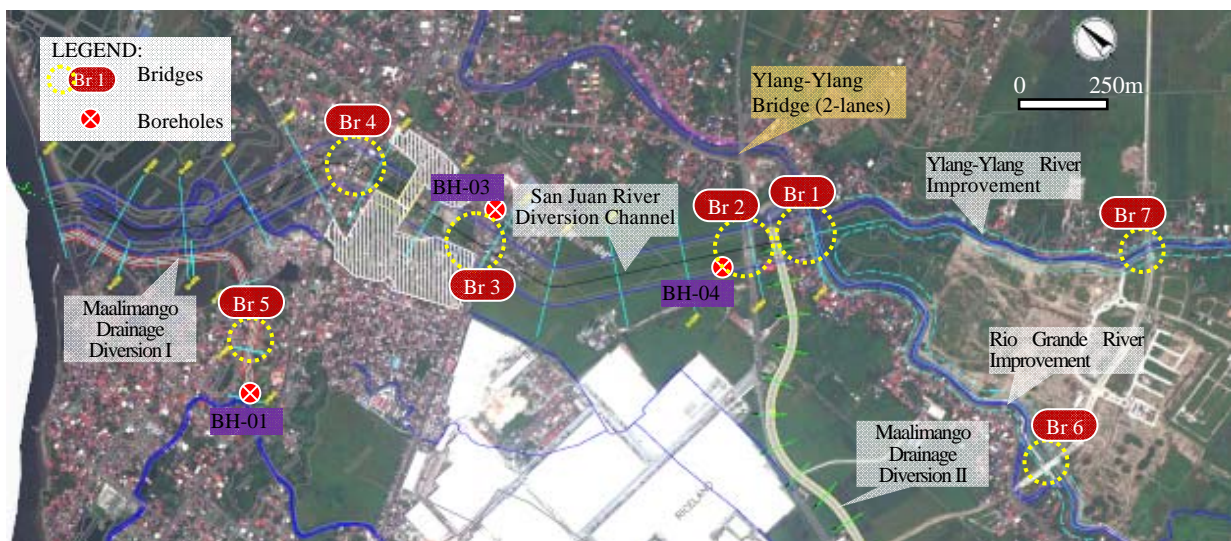 LEGEND:
Br 1
Bridges
Boreholes
Ylang-Ylang
Bridge (2-lanes)
0 250m
Br 4
BH-03
San Juan River
Diversion Channel
Br 2
Br 1
Ylang-Ylang River
Improvement
Br 7
Br 3
BH-04
Maalimango
Drainage
Diversion I
Br 5
BH-01
Rio Grande River
Improvement
Br 6
Maalimango
Drainage
Diversion II
RICELAND